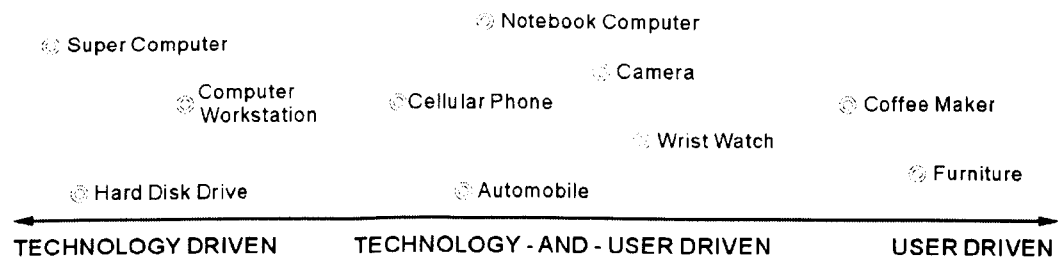 Notebook Computer
Super Computer
Camera
Computer
Workstation
Cellular Phone
Coffee Maker
Wrist Watch
Furniture
Hard Disk Drive
Automobile
TECHNOLOGY DRIVEN
TECHNOLOGY - AND - USER DRIVEN
USER DRIVEN